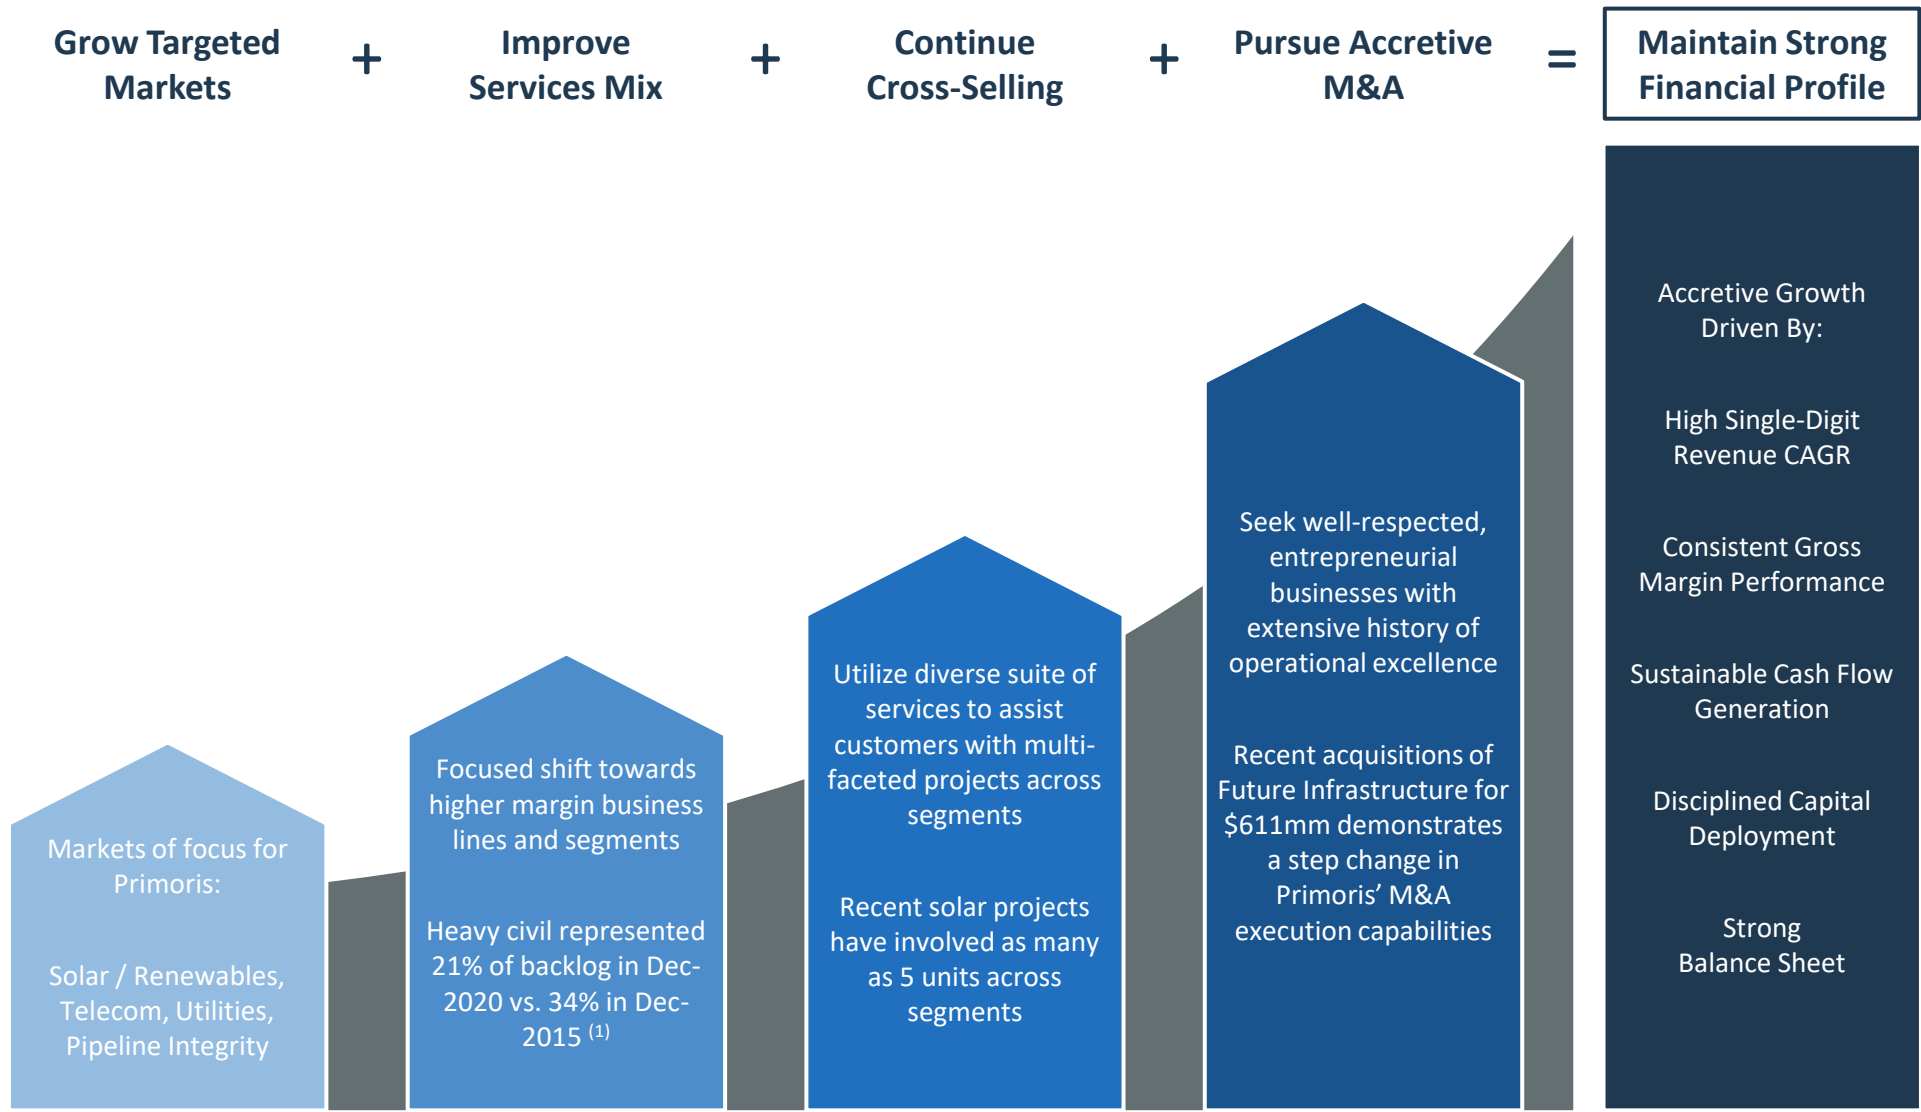 Grow Targeted
Markets
+
Improve
Services Mix
+
Continue
Cross-Selling
+
Pursue Accretive
M&A
=
Maintain Strong
Financial Profile
Markets of focus for
Primoris:
Solar / Renewables,
Telecom, Utilities,
Pipeline Integrity
Focused shift towards
higher margin business
lines and segments
Heavy civil represented
21% of backlog in Dec-
2020 vs. 34% in Dec-
2015 (1)
Utilize diverse suite of
services to assist
customers with multi-
faceted projects across
segments
Recent solar projects
have involved as many
as 5 units across
segments
Seek well-respected,
entrepreneurial
businesses with
extensive history of
operational excellence
Recent acquisitions of
Future Infrastructure for
$611mm demonstrates
a step change in
Primoris’ M&A
execution capabilities
Accretive Growth
Driven By:
High Single-Digit
Revenue CAGR
Consistent Gross
Margin Performance
Sustainable Cash Flow
Generation
Disciplined Capital
Deployment
Strong
Balance Sheet